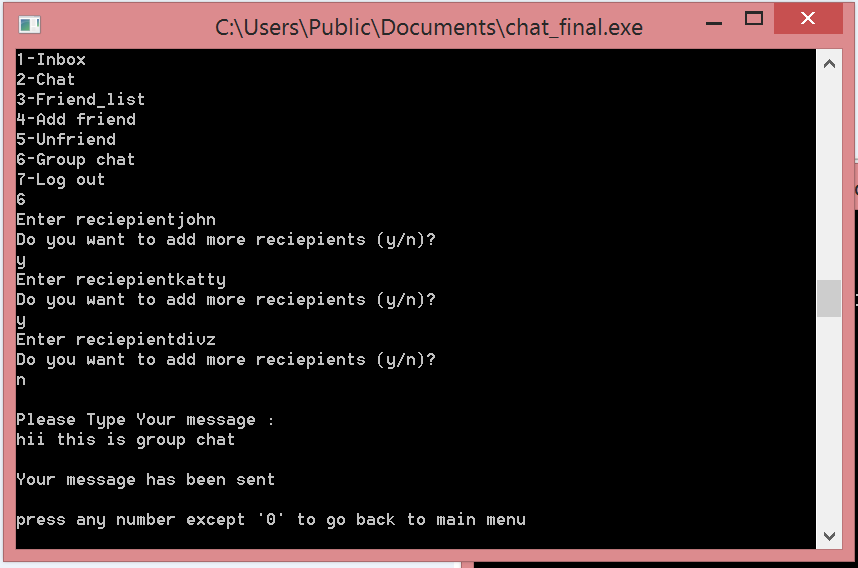 C:\Users\Public\Documents\chat_final.exe
1-Inbox
2-Chat
3-Friend_list
4-Add friend
5-Unfriend
6-Group chat
7-Log out
6
Enter reciepientjohn
Do you want to add more reciepients (y/n)?
y
Enter reciepientkatty
Do you want to add more reciepients (y/n)?
y
Enter reciepientdivz
Do you want to add more reciepients (y/n)?
n
Please Type Your message :
hii this is group chat
Your message has been sent
press any number except '0' to go back to main menu